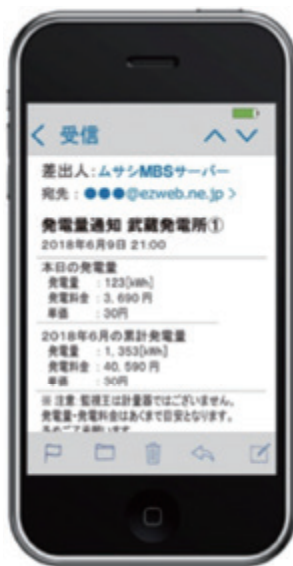 受信
差出人:ムサシMBSサーバー
宛先:●●●@ezweb.ne.jp >
発電量通知 武蔵発電所①
2018年6月9日 21:00
本日の発電量
発電量 :123[kWh]
発電料金 :3,690円
単価 :30円
2018年6月の累計発電量
発電量 :1,353[kWh]
発電料金 :40,590円
単価 :30円
※ 注意 監視王は計量器ではございません。
発電量・発電料金はあくまで目安となります。